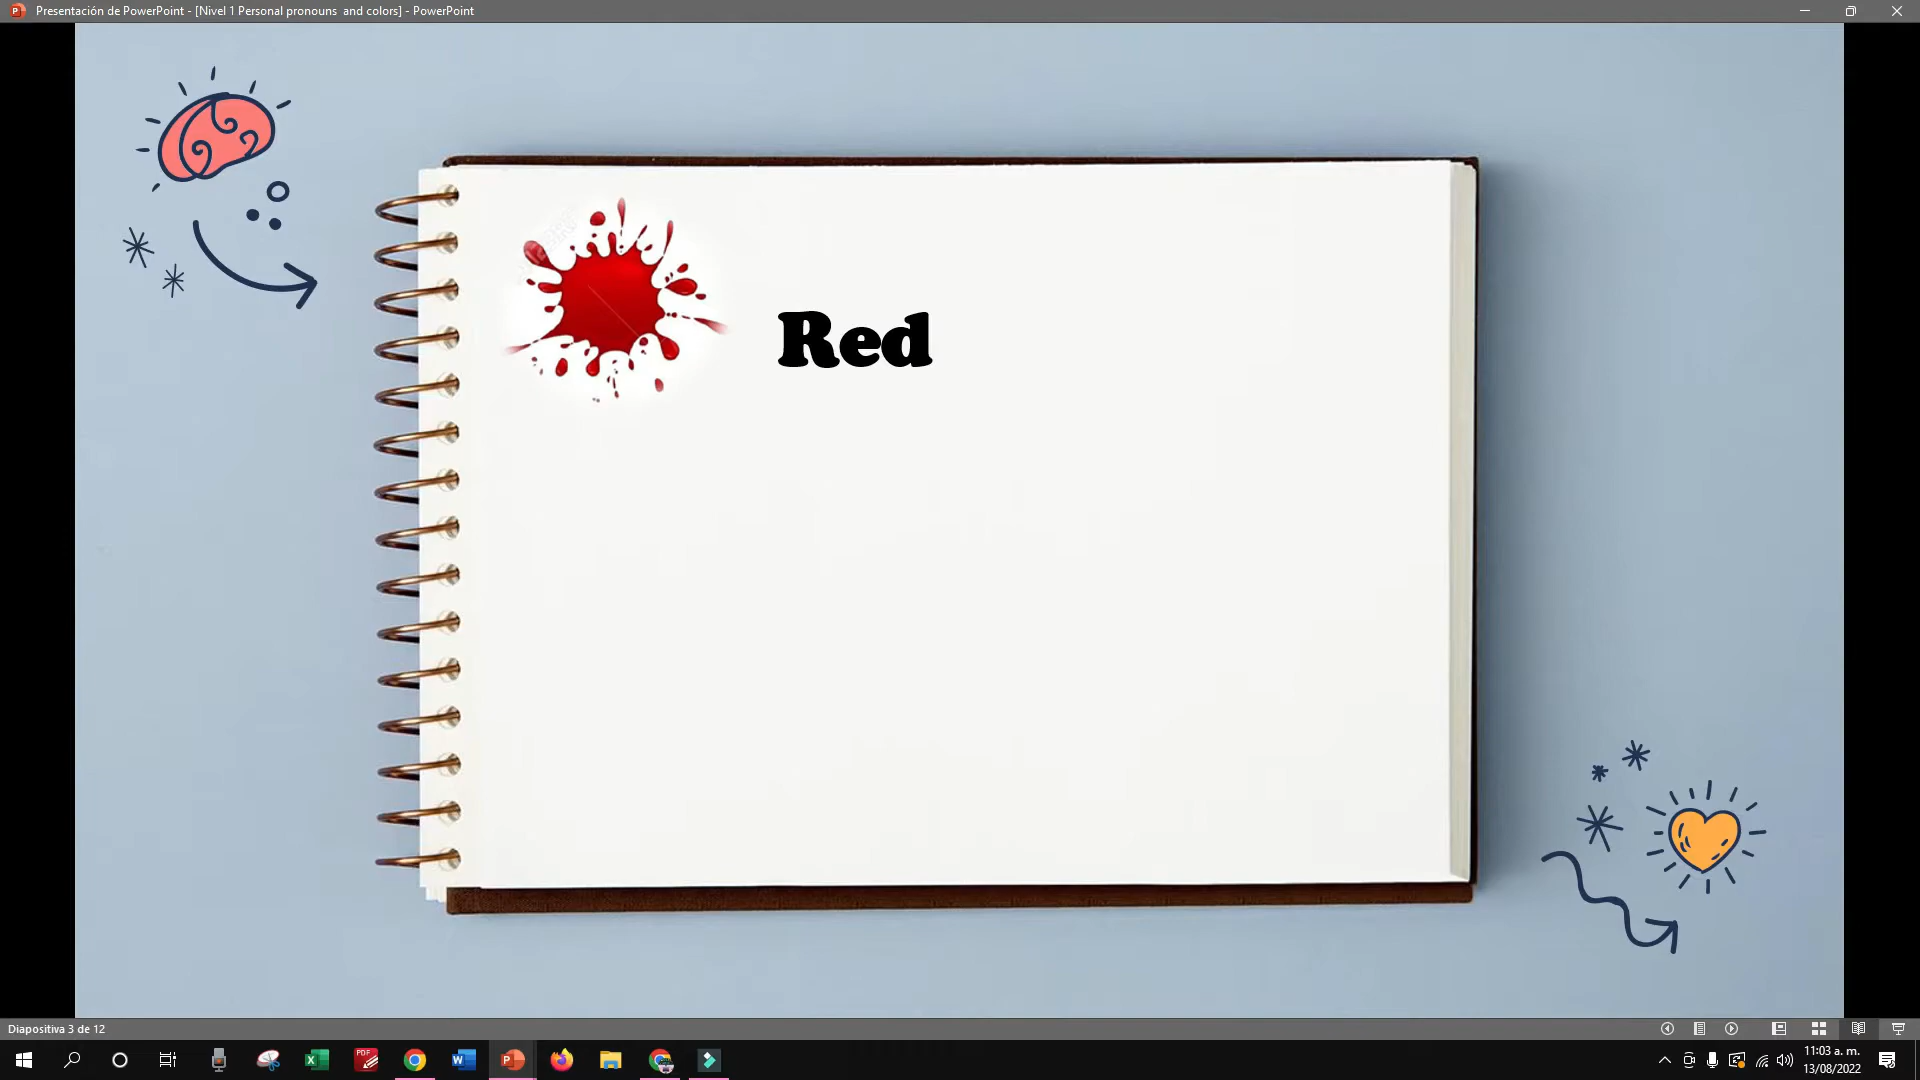 Presentación de PowerPoint - [Nivel 1 Personal pronouns  and colors] - PowerPoint
Red
Diapositiva 3 de 12
11:03 a. m.
13/08/2022